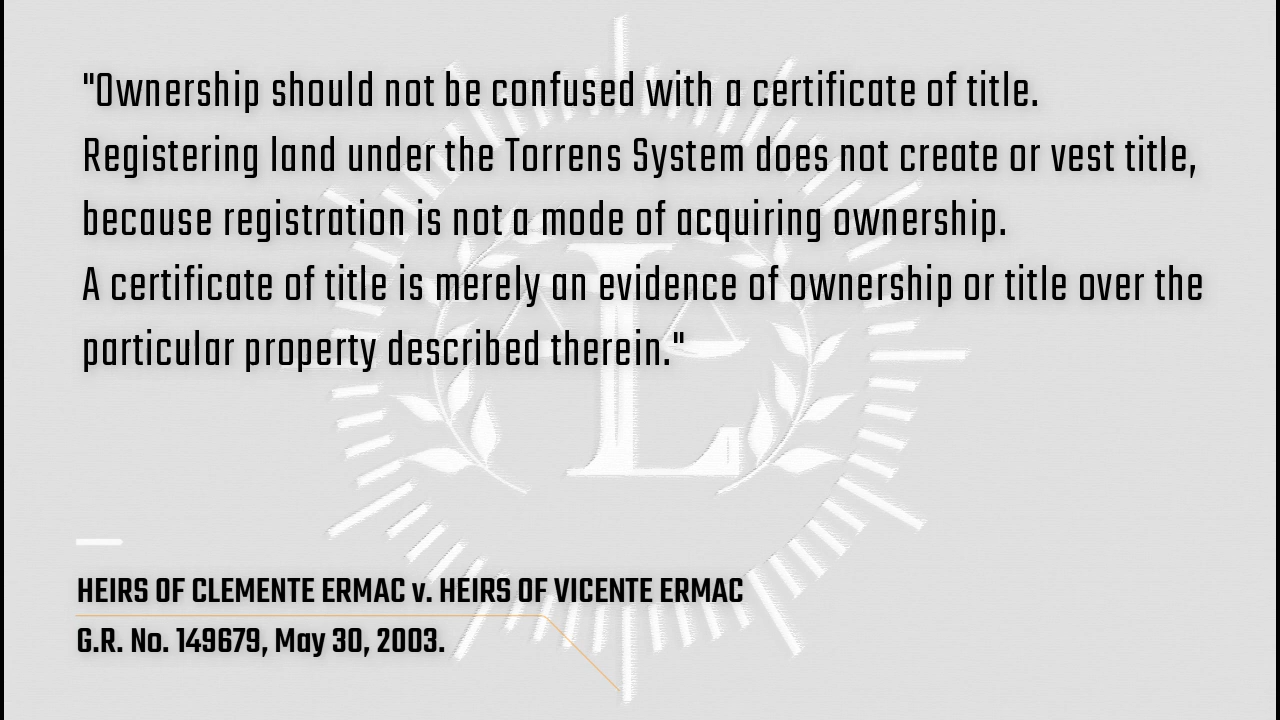 "Ownership should not be confused with a certificate of title.
Registering land under the Torrens System does not create or vest title,
because registration is not a mode of acquiring ownership.
A certificate of title is merely an evidence of ownership or title over the
particular property described therein."
L
HEIRS OF CLEMENTE ERMAC v. HEIRS OF VICENTE ERMAC
G.R. No. 149679, May 30, 2003.